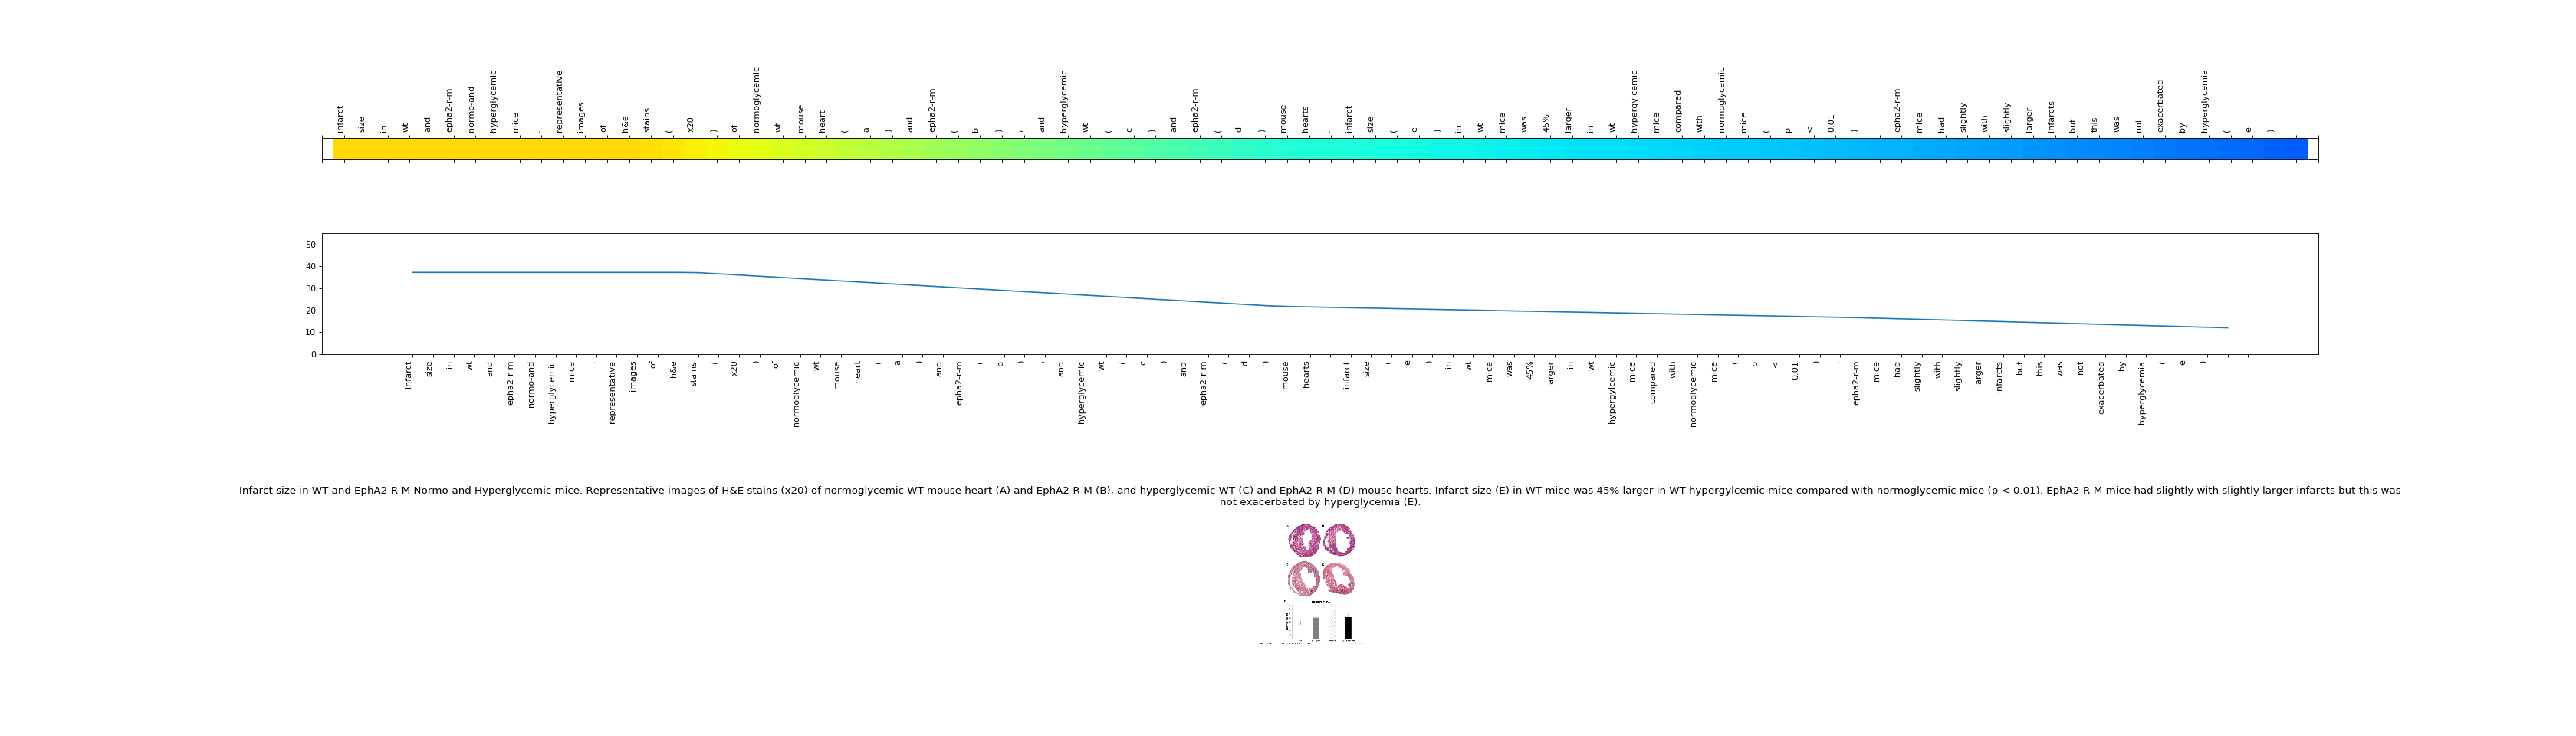 infarct size in wt and epha2-r-m normo-and hyperglycemic mice . representative images of h&e stains ( x20 ) of normoglycemic wt mouse heart ( a ) and epha2-r-m ( b ) , and hyperglycemic wt ( c ) and epha2-r-m ( d ) mouse hearts . infarct size ( e ) in wt mice was 45% larger in wt hypergylcemic mice compared with normoglycemic mice ( p < 0.01 ) . epha2-r-m mice had slightly with slightly larger infarcts but this was not exacerbated by hyperglycemia ( e ) .
50
40
30
20
10
0
infarct size in wt and epha2-r-m normo-and hyperglycemic mice . representative images of h&e stains ( x20 ) of normoglycemic wt mouse heart ( a ) and epha2-r-m ( b ) , and hyperglycemic wt ( c ) and epha2-r-m ( d ) mouse hearts . infarct size ( e ) in wt mice was 45% larger in wt hypergylcemic mice compared with normoglycemic mice ( p < 0.01 ) . epha2-r-m mice had slightly with slightly larger infarcts but this was not exacerbated by hyperglycemia ( e ) .
Infarct size in WT and EphA2-R-M Normo-and Hyperglycemic mice. Representative images of H&E stains (x20) of normoglycemic WT mouse heart (A) and EphA2-R-M (B), and hyperglycemic WT (C) and EphA2-R-M (D) mouse hearts. Infarct size (E) in WT mice was 45% larger in WT hypergylcemic mice compared with normoglycemic mice (p < 0.01). EphA2-R-M mice had slightly with slightly larger infarcts but this was
not exacerbated by hyperglycemia (E).